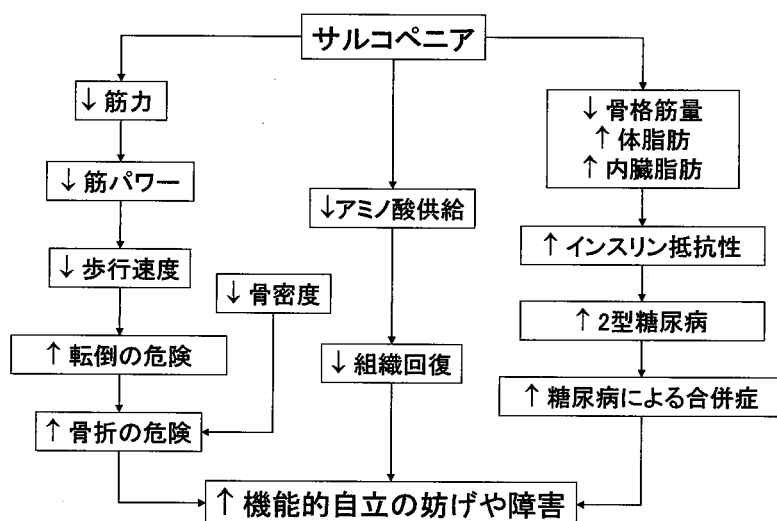 サルコペニア
↓ 筋力
↓ 筋パワー
↓ 歩行速度
↑ 転倒の危険
↑ 骨折の危険
↓ 骨密度
↓アミノ酸供給
↓ 組織回復
↓ 骨格筋量
↑ 体脂肪
↑ 内臓脂肪
↑ インスリン抵抗性
↑ 2型糖尿病
↑ 糖尿病による合併症
↑ 機能的自立の妨げや障害